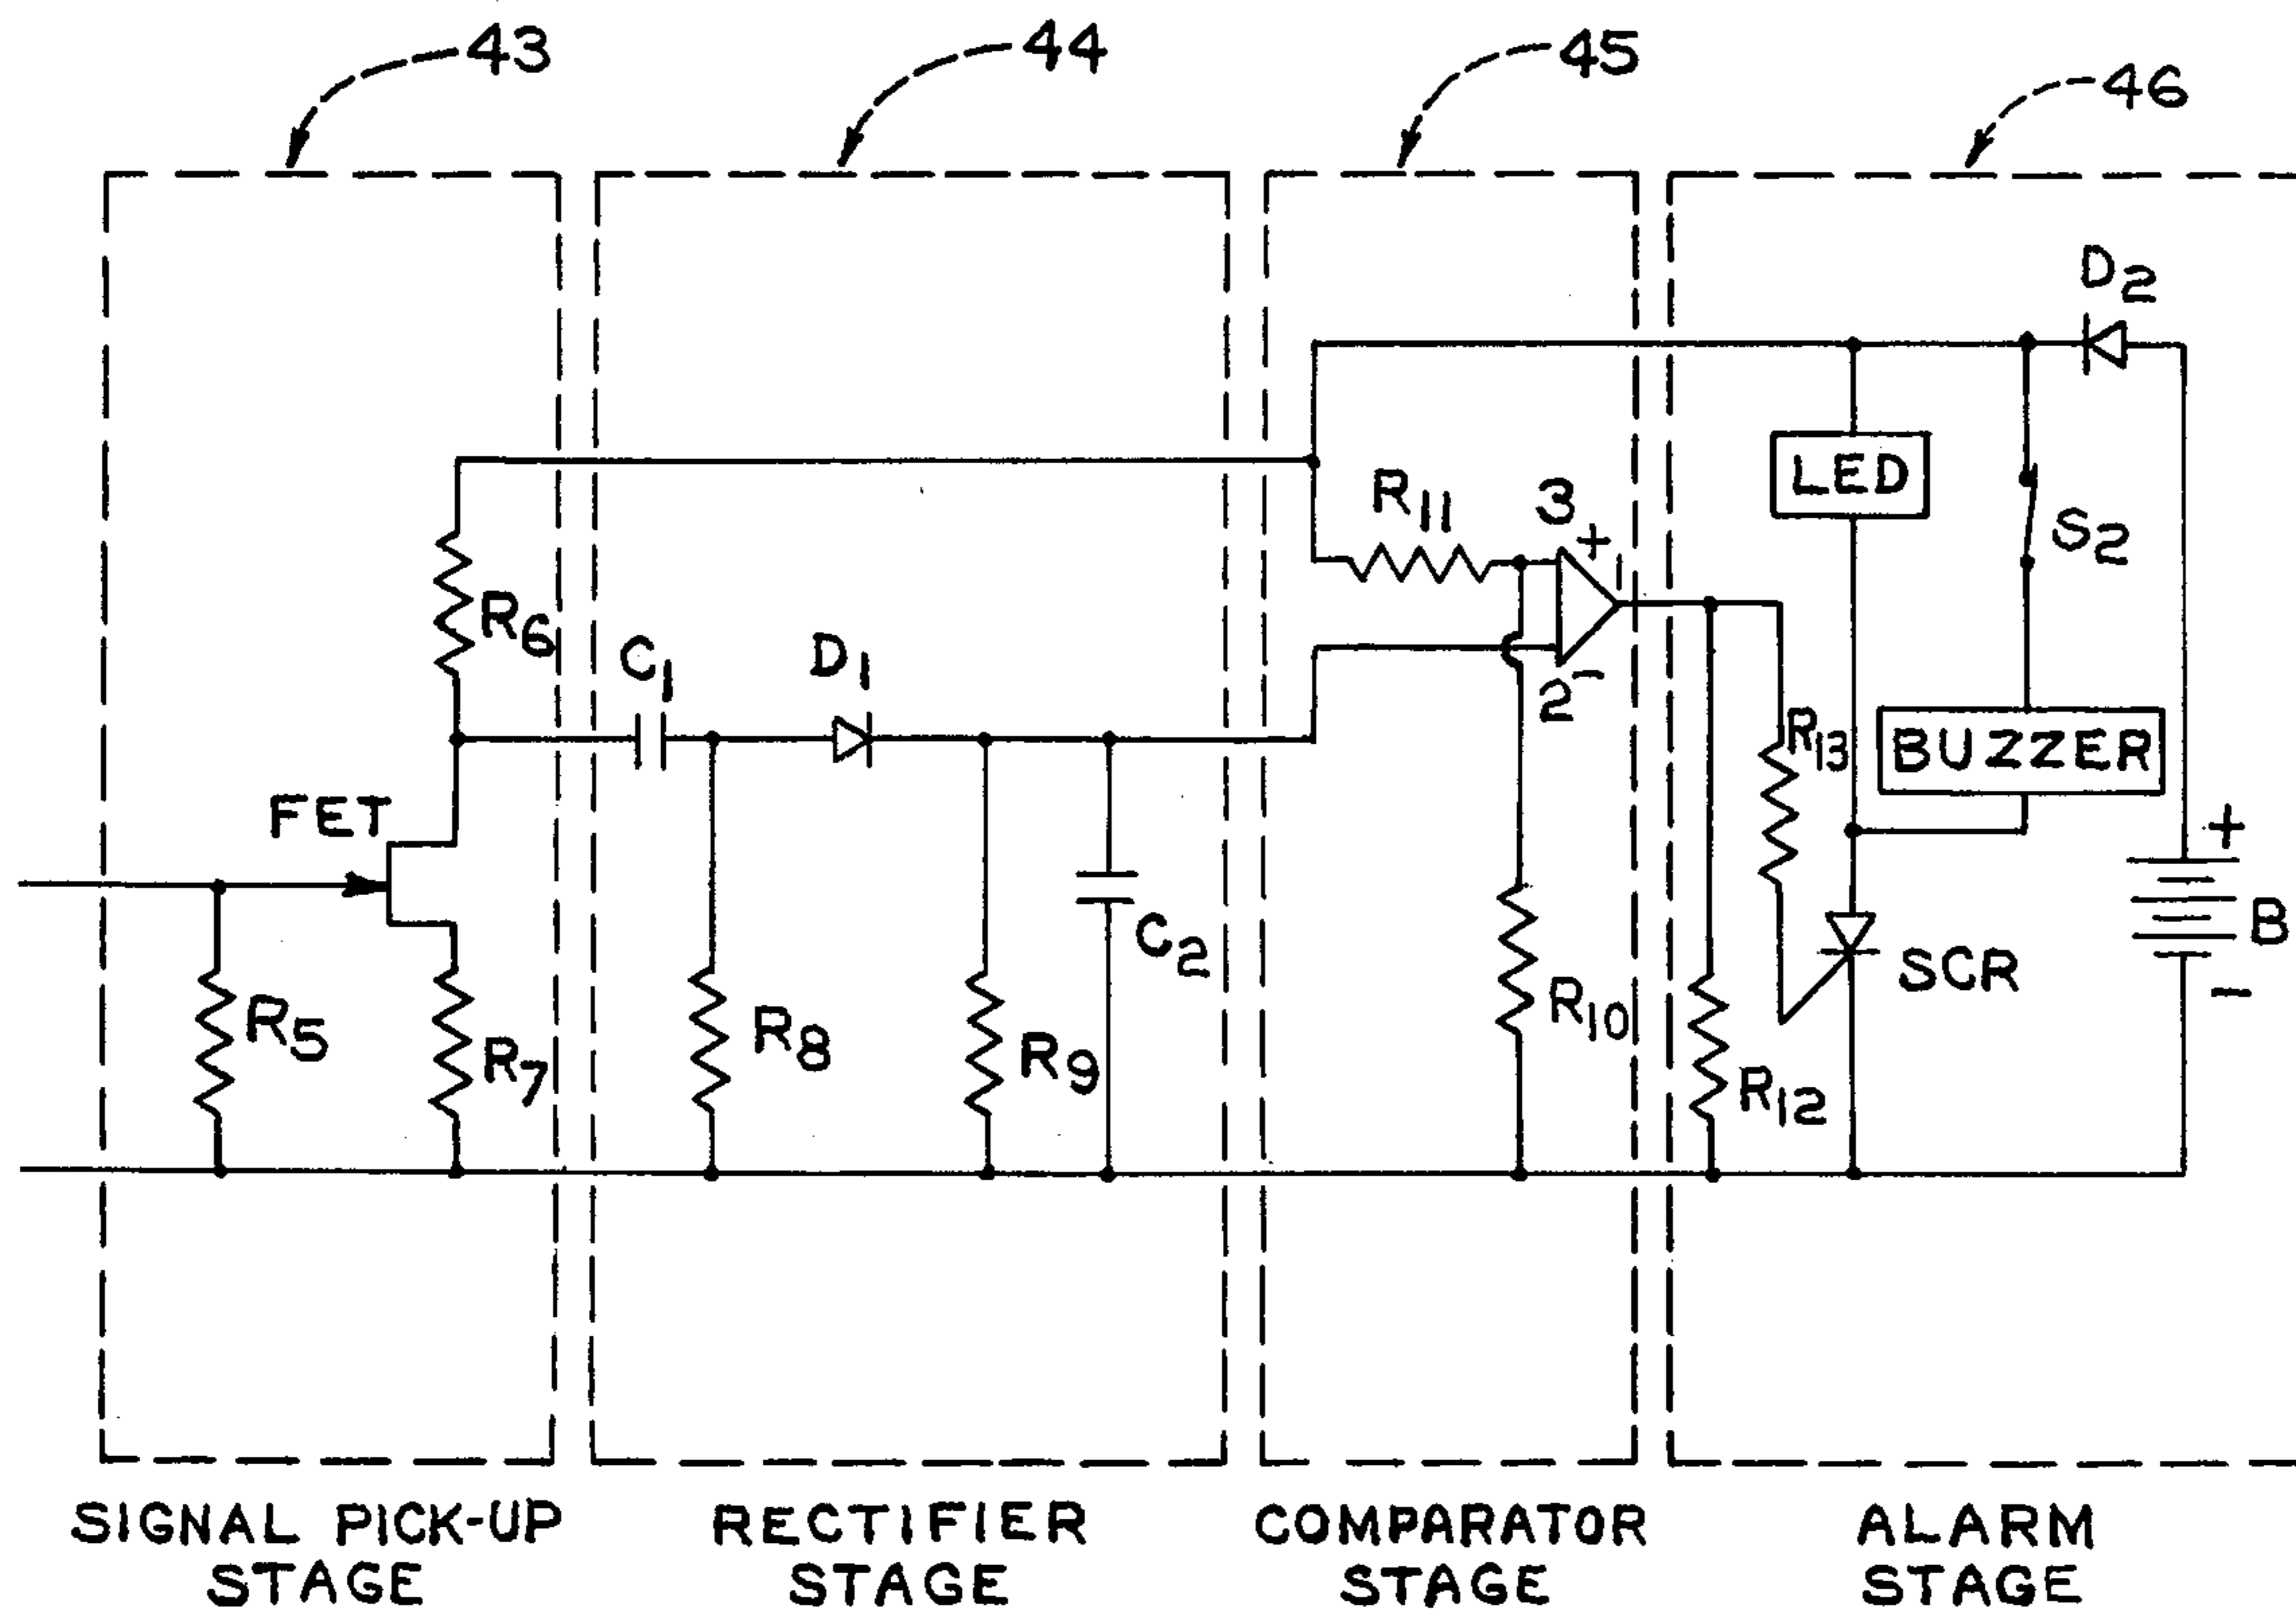 43
44
45
46
D2
LED
R11
3
+
1
S2
R6
C1
D1
2
-
R13
BUZZER
FET
+
C2
B
SCR
-
R5
R7
R8
R9
R10
R12
SIGNAL PICK-UP
STAGE
RECTIFIER
STAGE
COMPARATOR
STAGE
ALARM
STAGE